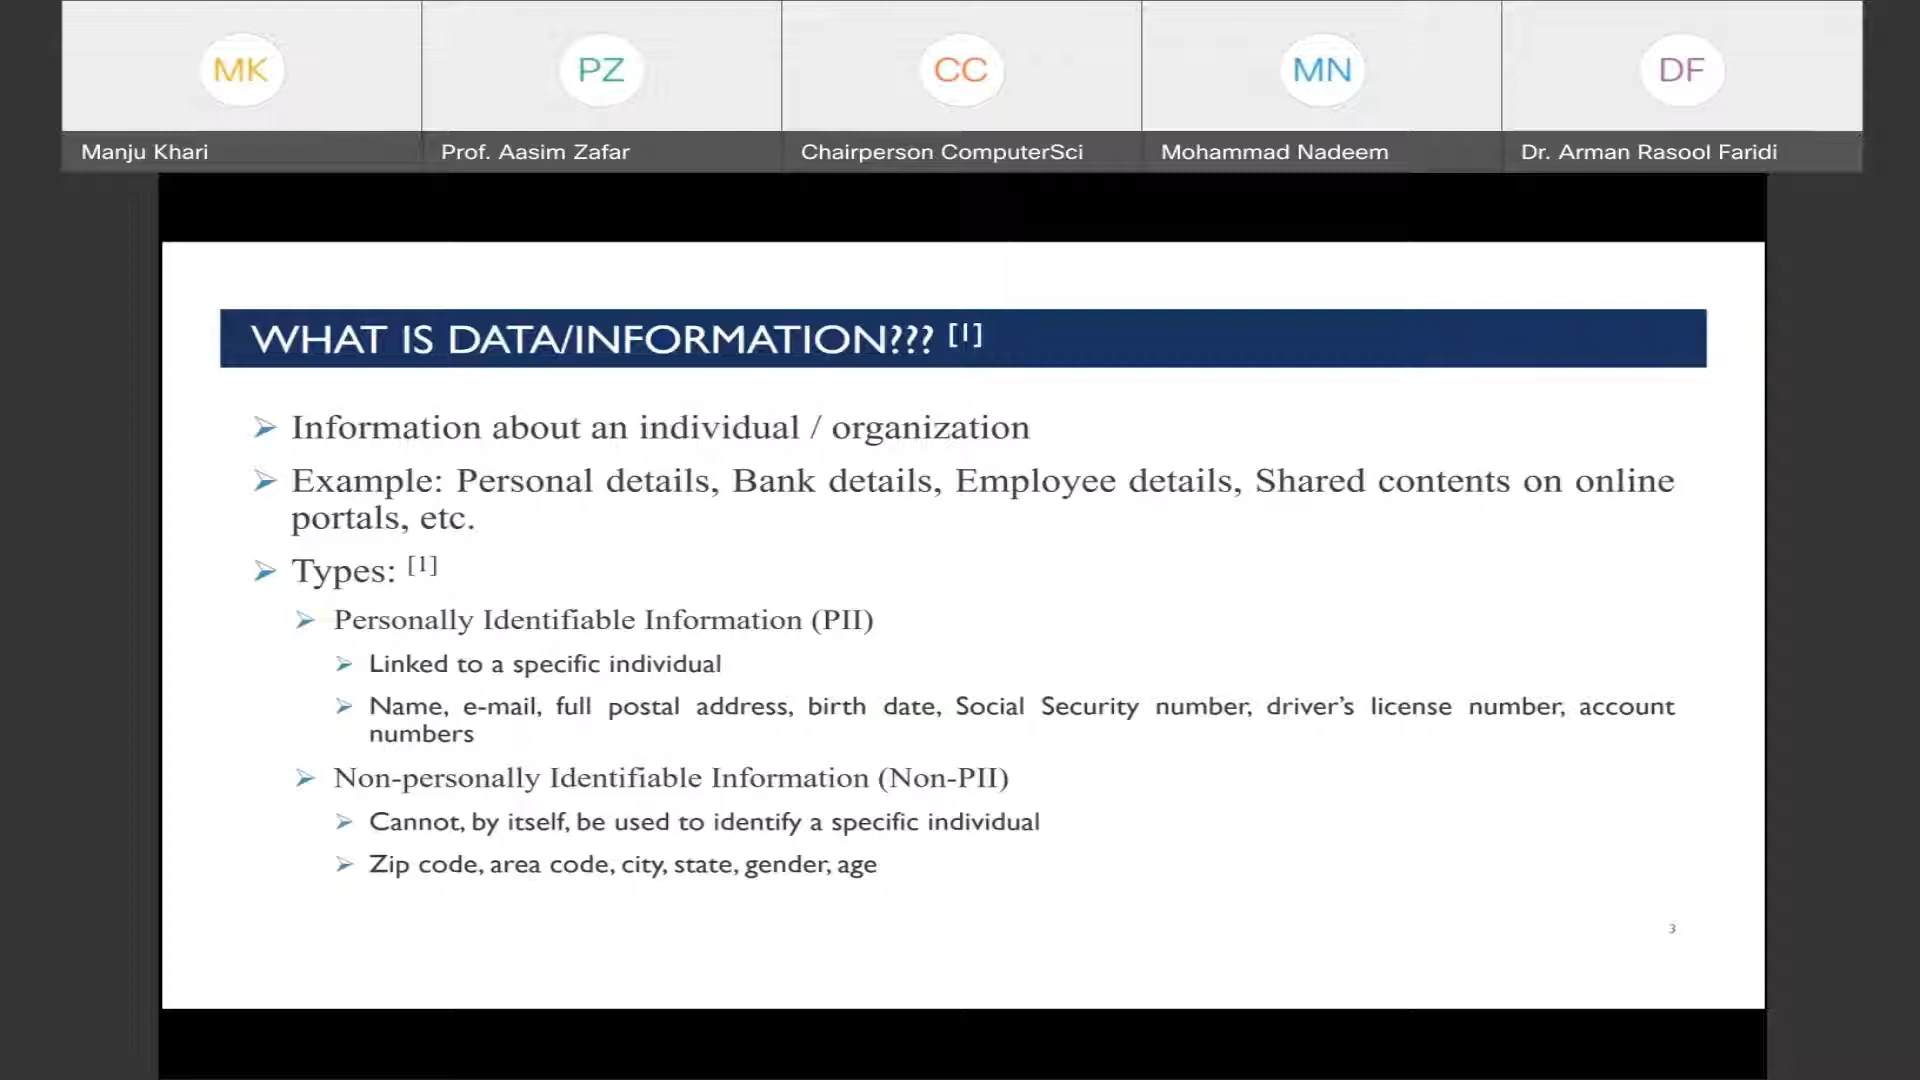 MK
PZ
CC
MN
DF
Manju Khari
Prof. Aasim Zafar
Chairperson ComputerSci
Mohammad Nadeem
Dr. Arman Rasool Faridi
WHAT IS DATA/INFORMATION??? [1]
Information about an individual / organization
Example: Personal details, Bank details, Employee details, Shared contents on online
portals, etc.
Types: [1]
Personally Identifiable Information (PII)
Linked to a specific individual
Name, e-mail, full postal address, birth date, Social Security number, driver’s license number, account
numbers
Non-personally Identifiable Information (Non-PII)
Cannot, by itself, be used to identify a specific individual
Zip code, area code, city, state, gender, age
3